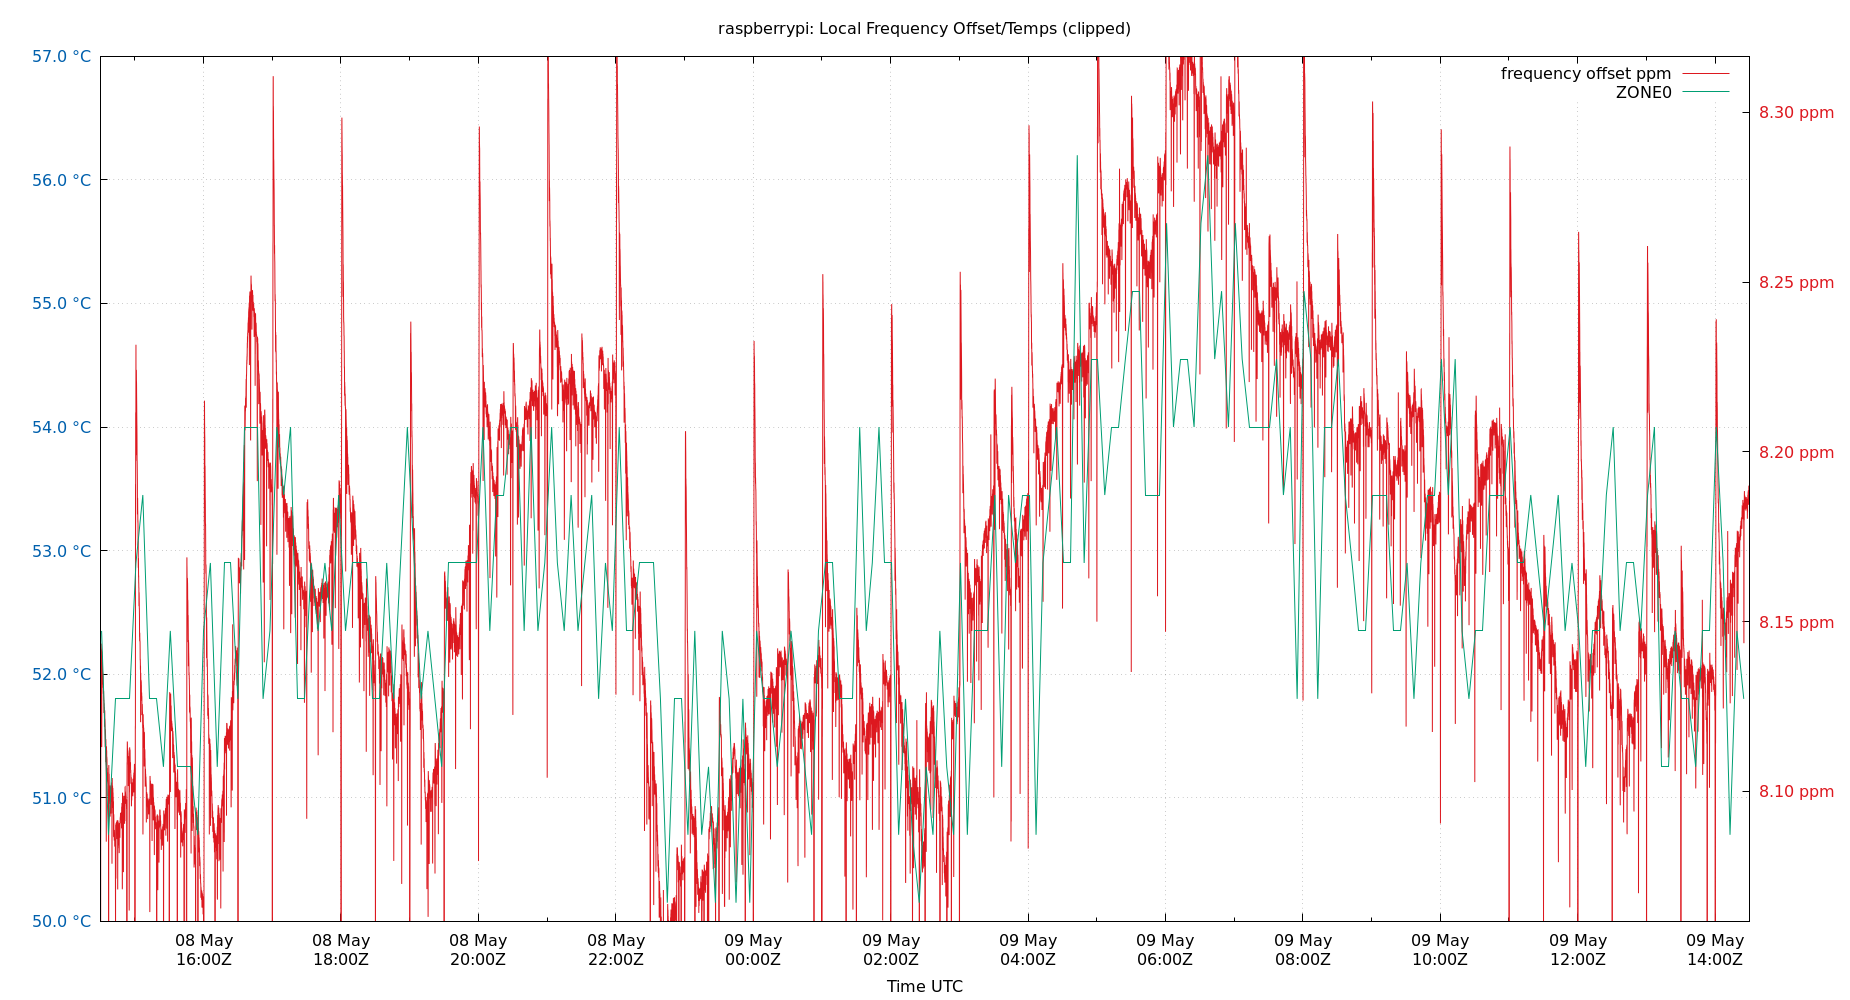 raspberrypi: Local Frequency Offset/Temps (clipped)
57.0 °C
56.0 °C
55.0 °C
54.0 °C
53.0 °C
52.0 °C
51.0 °C
50.0 °C
frequency offset ppm
ZONE0
8.30 ppm
8.25 ppm
8.20 ppm
8.15 ppm
8.10 ppm
08 May
16:00Z
08 May
18:00Z
08 May
20:00Z
08 May
22:00Z
09 May
00:00Z
09 May
02:00Z
09 May
04:00Z
09 May
06:00Z
09 May
08:00Z
09 May
10:00Z
09 May
12:00Z
09 May
14:00Z
Time UTC